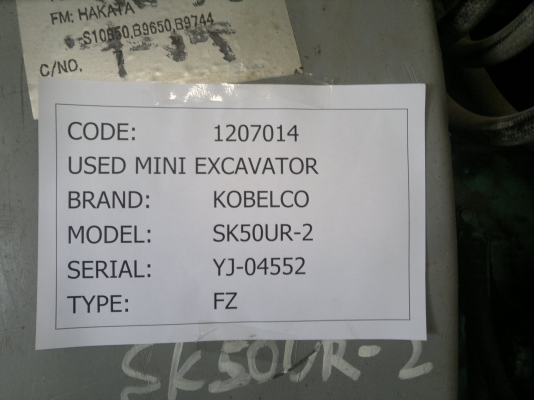 FM: HAKATA
-S10850,B9650,B9744
C/NO.
CODE: 1207014
USED MINI EXCAVATOR
BRAND: KOBELCO
MODEL: SK50UR-2
SERIAL: YJ-04552
TYPE: FZ
SK50UR-2